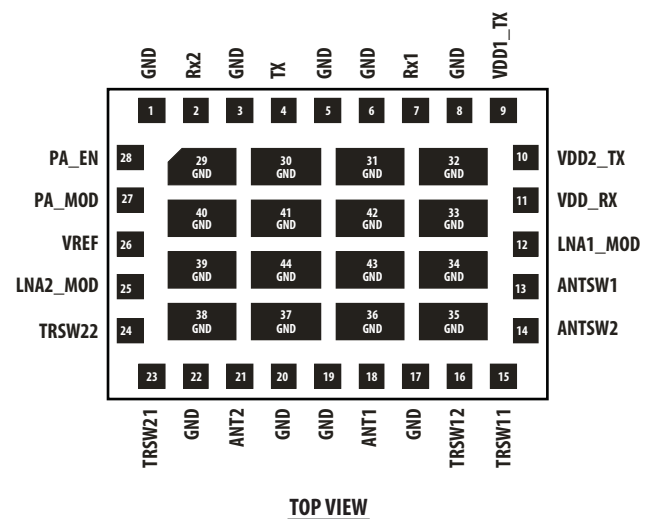 GND Rx2 GND TX GND GND Rx1 GND VDD1_TX
1 2 3 4 5 6 7 8 9
PA_EN 28 29 30 31 32 10 VDD2_TX
GND GND GND GND
PA_MOD 27 40 41 42 33 11 VDD_RX
GND GND GND GND
VREF 26 12 LNA1_MOD
39 44 43 34
GND GND GND GND
LNA2_MOD 25 13 ANTSW1
38 37 36 35
GND GND GND GND
TRSW22 24 14 ANTSW2
23 22 21 20 19 18 17 16 15
TRSW21 GND ANT2 GND GND ANT1 GND TRSW12 TRSW11
TOP VIEW